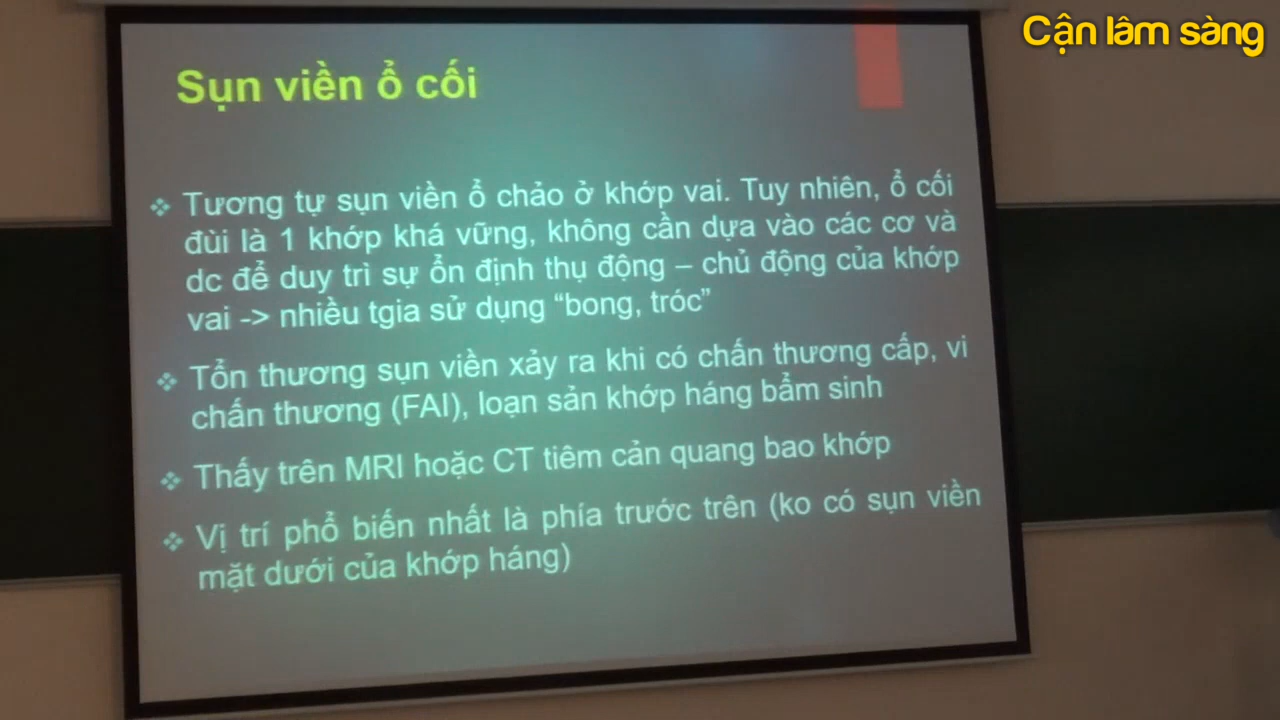 Cận lâm sàng
Sụn viền ổ cối
❖ Tương tự sụn viền ổ chảo ở khớp vai. Tuy nhiên, ổ cối
đùi là 1 khớp khá vững, không cần dựa vào các cơ và
dc để duy trì sự ổn định thụ động – chủ động của khớp
vai -> nhiều tgia sử dụng “bong, tróc”
❖ Tổn thương sụn viền xảy ra khi có chấn thương cấp, vi
chấn thương (FAI), loạn sản khớp háng bẩm sinh
❖ Thấy trên MRI hoặc CT tiêm cản quang bao khớp
❖ Vị trí phổ biến nhất là phía trước trên (ko có sụn viền
mặt dưới của khớp háng)